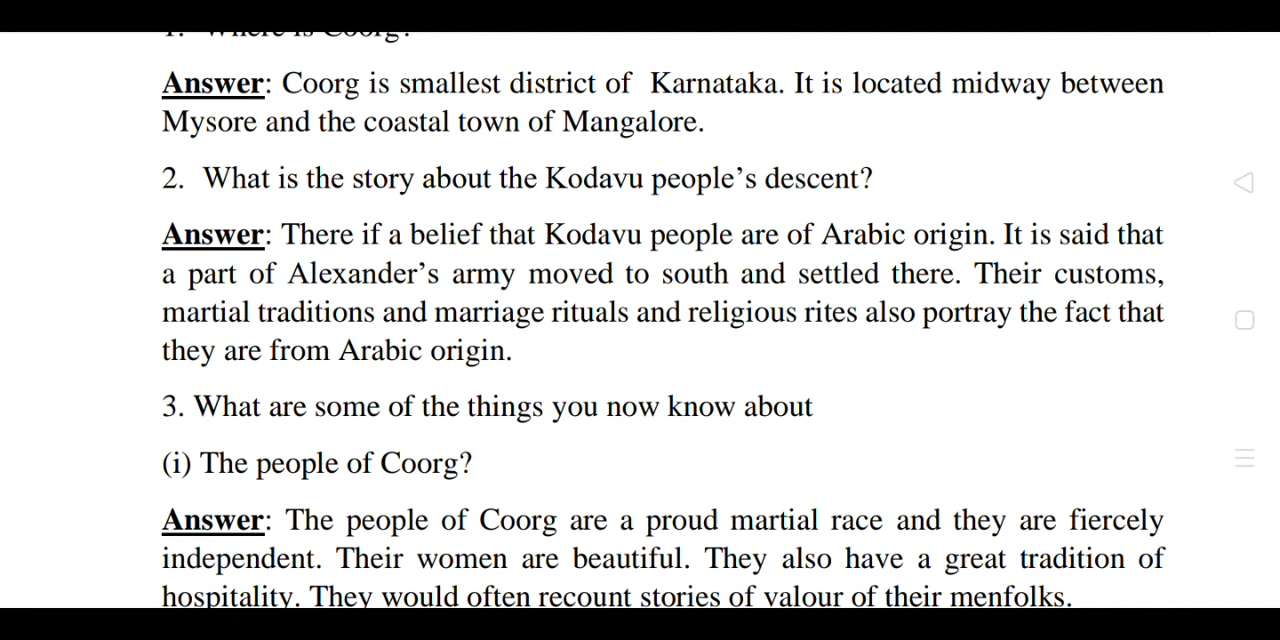 1. Where is Coorg?
Answer: Coorg is smallest district of Karnataka. It is located midway between
Mysore and the coastal town of Mangalore.
2. What is the story about the Kodavu people’s descent?
Answer: There if a belief that Kodavu people are of Arabic origin. It is said that
a part of Alexander’s army moved to south and settled there. Their customs,
martial traditions and marriage rituals and religious rites also portray the fact that
they are from Arabic origin.
3. What are some of the things you now know about
(i) The people of Coorg?
Answer: The people of Coorg are a proud martial race and they are fiercely
independent. Their women are beautiful. They also have a great tradition of
hospitality. They would often recount stories of valour of their menfolks.